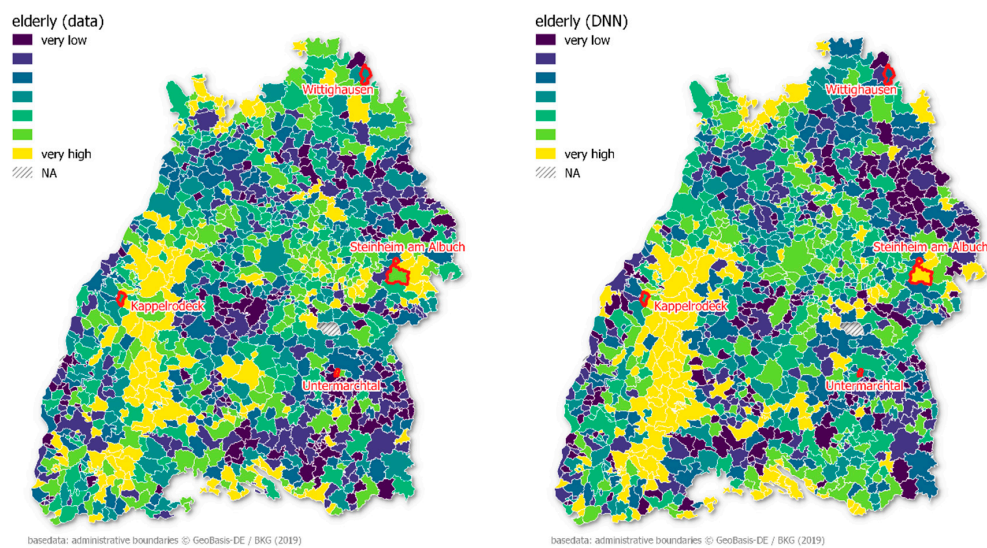 elderly (data)
very low
very high
NA
Wittighausen
Steinheim am Albuch
Kappelrodeck
Untermarchtal
basedata: administrative boundaries © GeoBasis-DE / BKG (2019)
elderly (DNN)
very low
very high
NA
Wittighausen
Steinheim am Albuch
Kappelrodeck
Untermarchtal
basedata: administrative boundaries © GeoBasis-DE / BKG (2019)